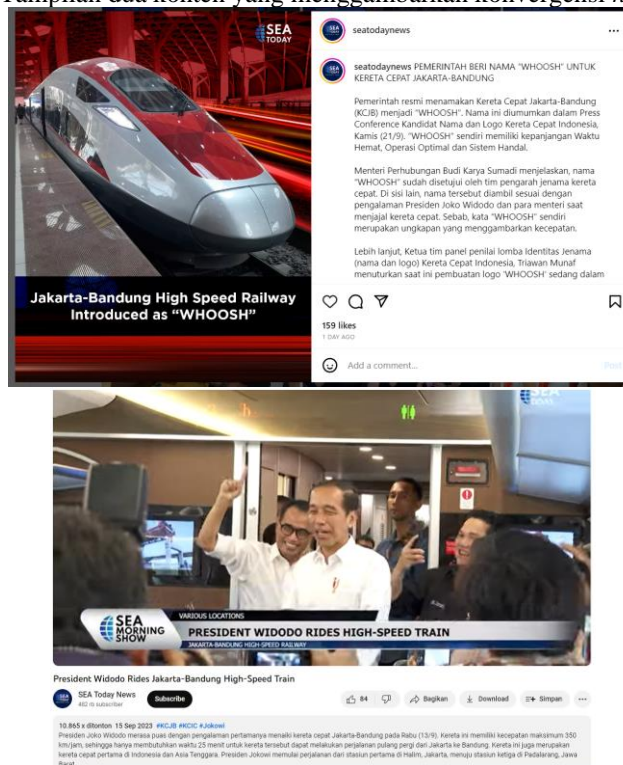 Tampilan dua konten yang menggambarkan konvergensi
SEA
TODAY
seatodaynews
seatodaynews PEMERINTAH BERI NAMA "WHOOSH" UNTUK
KERETA CEPAT JAKARTA-BANDUNG
Pemerintah resmi menamakan Kereta Cepat Jakarta-Bandung
(KCJB) menjadi "WHOOSH". Nama ini diumumkan dalam Press
Conference Kandidat Nama dan Logo Kereta Cepat Indonesia,
Kamis (21/9). "WHOOSH" sendiri memiliki kepanjangan Waktu
Hemat, Operasi Optimal dan Sistem Handal.
Menteri Perhubungan Budi Karya Sumadi menjelaskan, nama
"WHOOSH" sudah disetujui oleh tim pengarah jenama kereta
cepat. Di sisi lain, nama tersebut diambil sesuai dengan
pengalaman Presiden Joko Widodo dan para menteri saat
menjajal kereta cepat. Sebab, kata "WHOOSH" sendiri
merupakan ungkapan yang menggambarkan kecepatan.
Lebih lanjut, Ketua tim panel penilai lomba Identitas Jenama
(nama dan logo) Kereta Cepat Indonesia, Triawan Munaf
menuturkan saat ini pembuatan logo 'WHOOSH' sedang dalam
Jakarta-Bandung High Speed Railway
Introduced as "WHOOSH"
159 likes
1 DAY AGO
Add a comment...
Post
SEA
TODAY
SEA
MORNING
SHOW
VARIOUS LOCATIONS
PRESIDENT WIDODO RIDES HIGH-SPEED TRAIN
JAKARTA-BANDUNG HIGH-SPEED RAILWAY
President Widodo Rides Jakarta-Bandung High-Speed Train
SEA Today News
402 rb subscriber
Subscribe
84
Bagikan
Download
Simpan
10.865 x ditonton 15 Sep 2023 #KCJB #KCIC #Jokowi
Presiden Joko Widodo merasa puas dengan pengalaman pertamanya menaiki kereta cepat Jakarta-Bandung pada Rabu (13/9). Kereta ini memiliki kecepatan maksimum 350
km/jam, sehingga hanya membutuhkan waktu 25 menit untuk kereta tersebut dapat melakukan perjalanan pulang pergi dari Jakarta ke Bandung. Kereta ini juga merupakan
kereta cepat pertama di Indonesia dan Asia Tenggara. Presiden Jokowi memulai perjalanan dari stasiun pertama di Halim, Jakarta, menuju stasiun ketiga di Padalarang, Jawa
Barat.